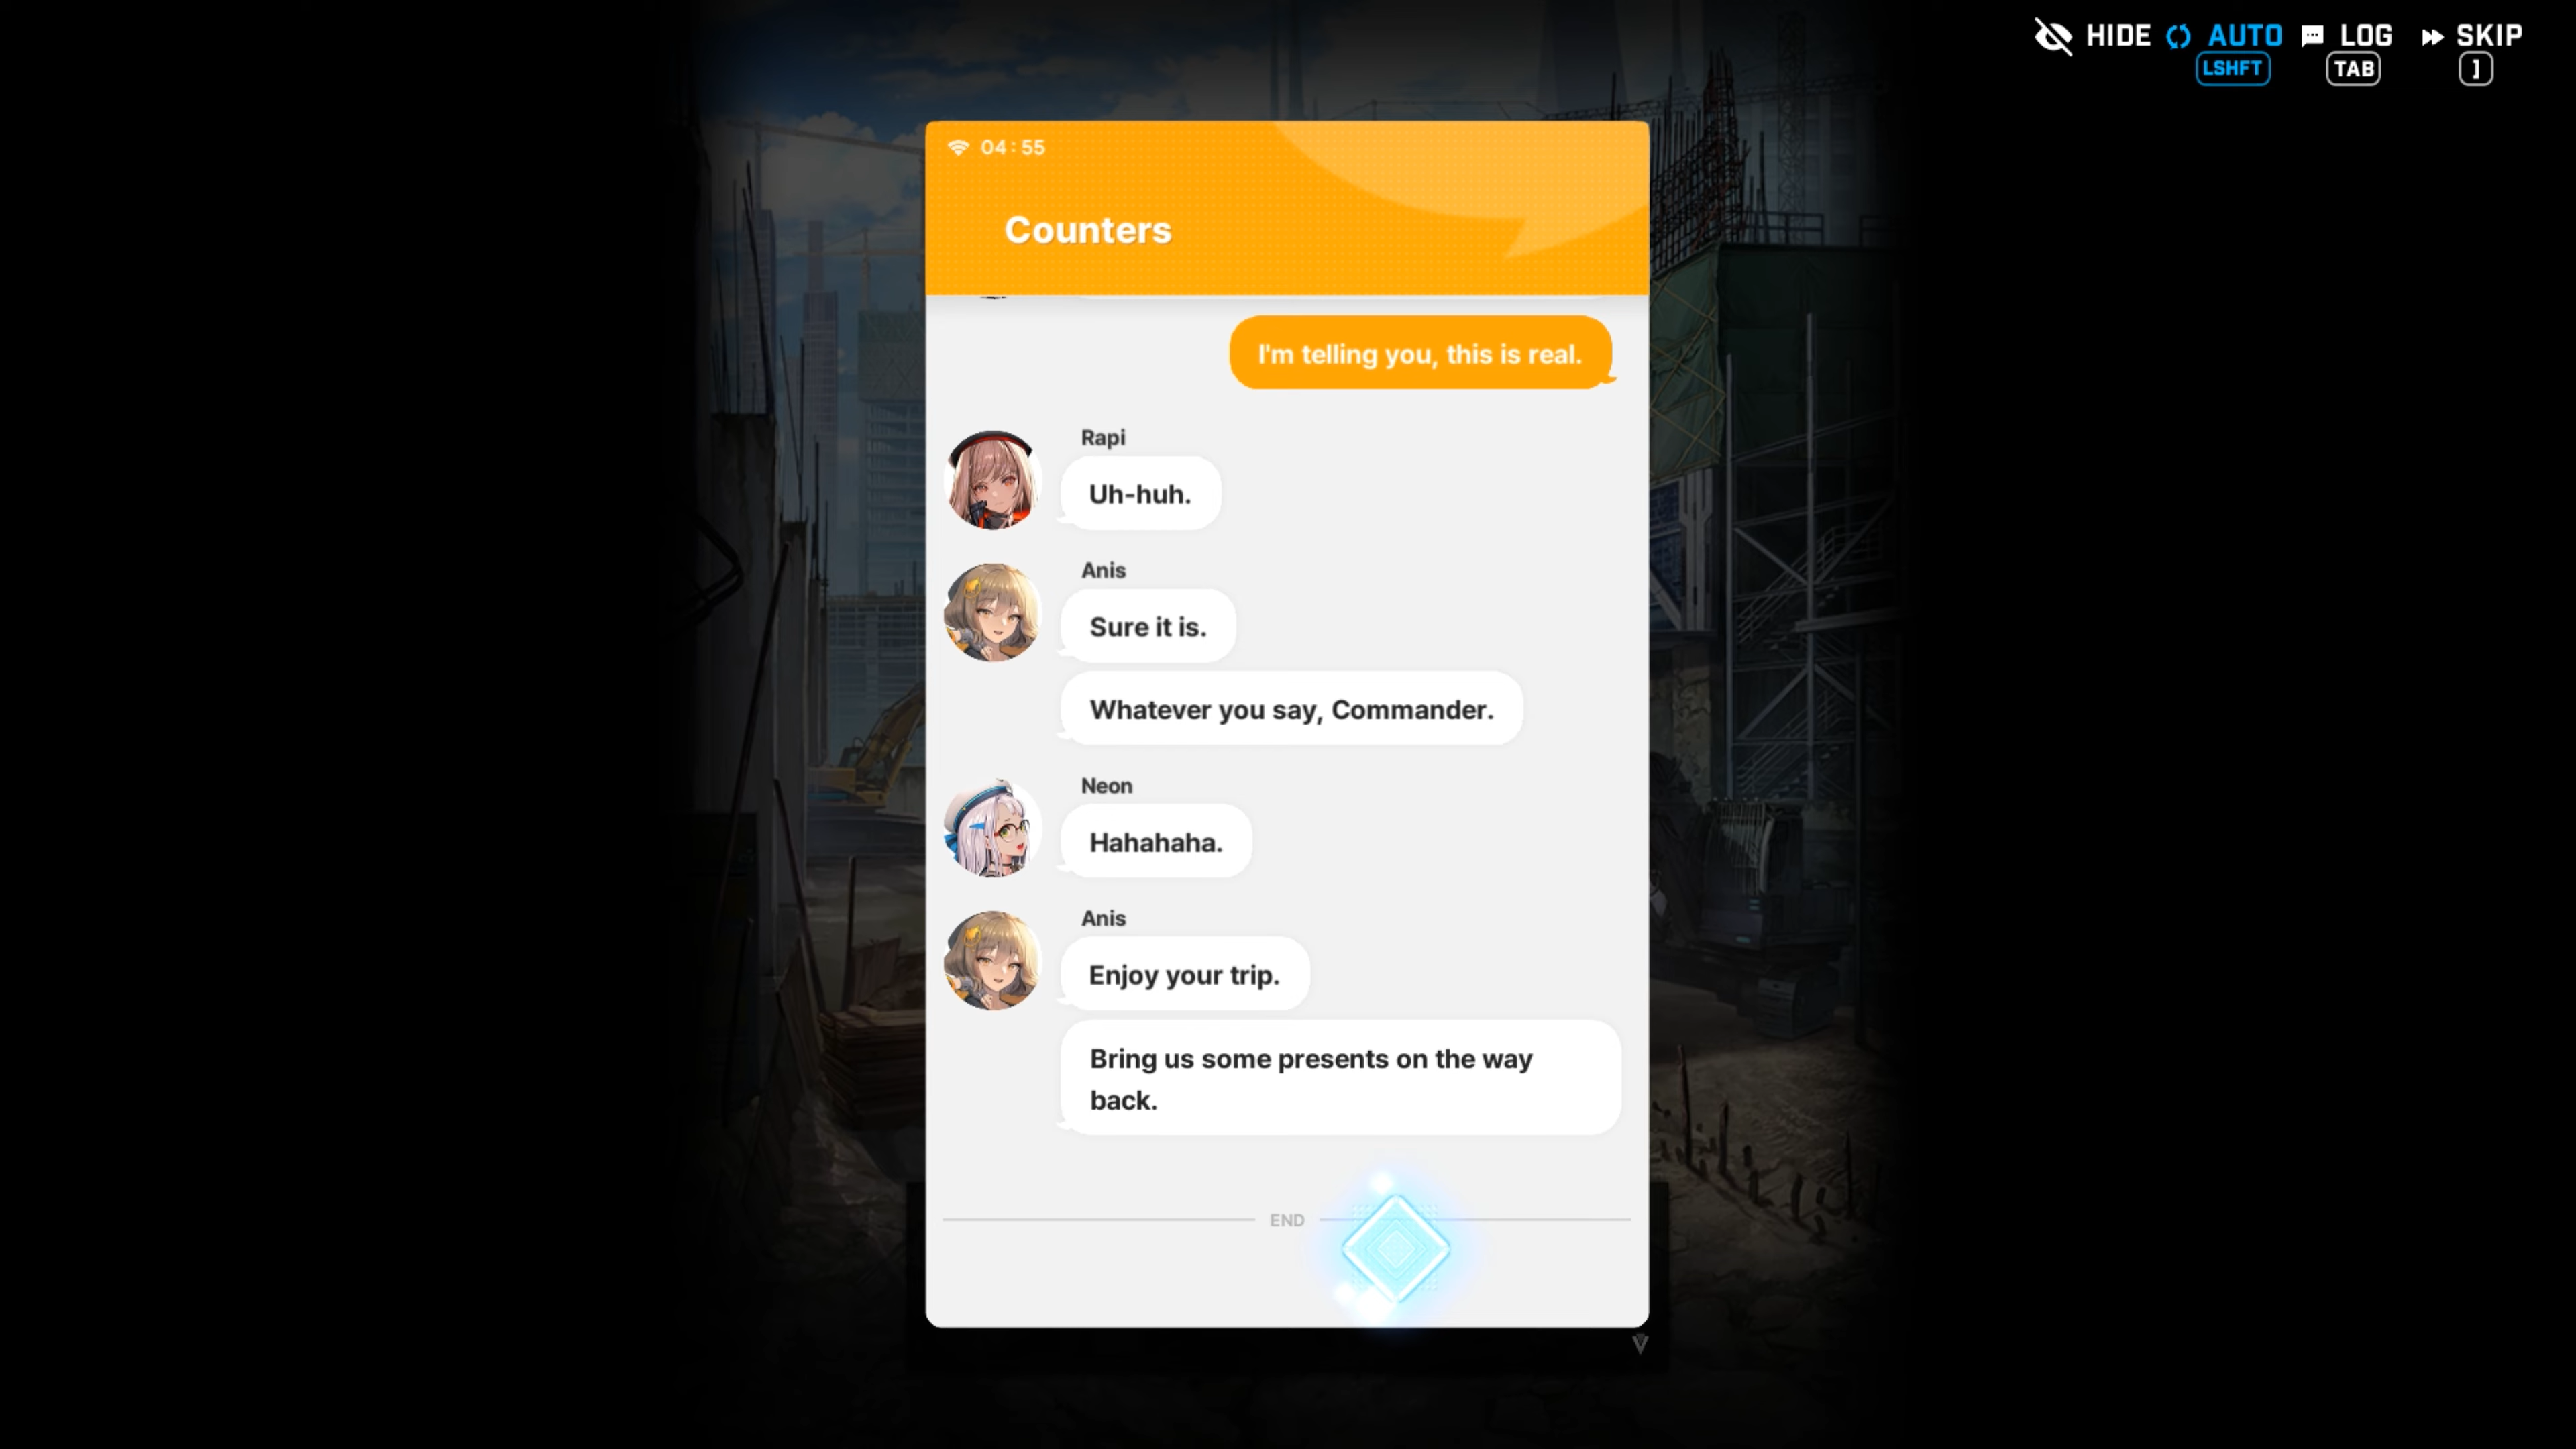 HIDE AUTO LOG SKIP
LSHFT TAB ]
04:55
Counters
I'm telling you, this is real.
Rapi
Uh-huh.
Anis
Sure it is.
Whatever you say, Commander.
Neon
Hahahaha.
Anis
Enjoy your trip.
Bring us some presents on the way
back.
END